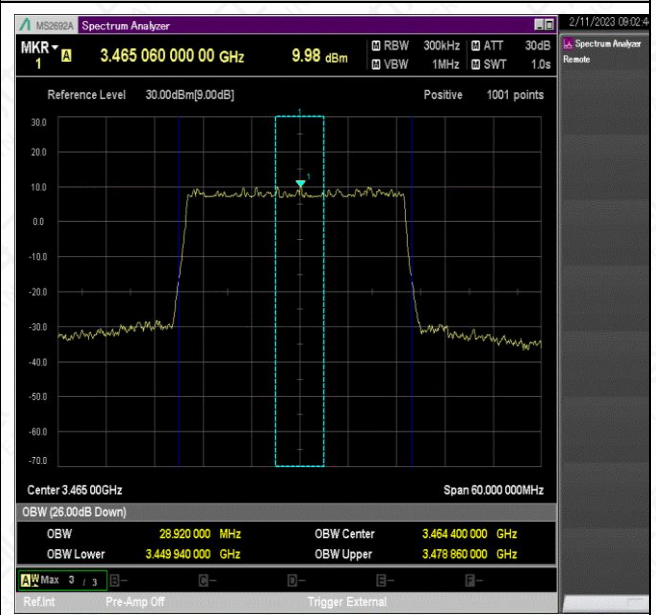 MS2692A Spectrum Analyzer
2/11/2023 09:02:4
MKR 1 A 3.465 060 000 00 GHz 9.98 dBm
M RBW 300kHz M ATT 30dB
M VBW 1MHz M SWT 1.0s
Spectrum Analyzer
Remote
Reference Level 30.00dBm[9.00dB] Positive 1001 points
1
30.0
20.0
1
10.0
0.0
-10.0
-20.0
-30.0
-40.0
-50.0
-60.0
-70.0
Center 3.465 00GHz Span 60.000 000MHz
OBW (26.00dB Down)
OBW 28.920 000 MHz OBW Center 3.464 400 000 GHz
OBW Lower 3.449 940 000 GHz OBW Upper 3.478 860 000 GHz
A W Max 3 / 3 B- C- D- E- F-
Ref.Int Pre-Amp Off Trigger External